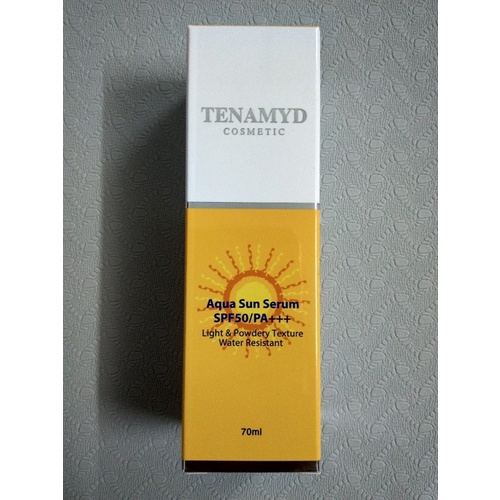 TENAMYD
COSMETIC
Aqua Sun Serum
SPF50/PA+++
Light & Powdery Texture
Water Resistant
70ml